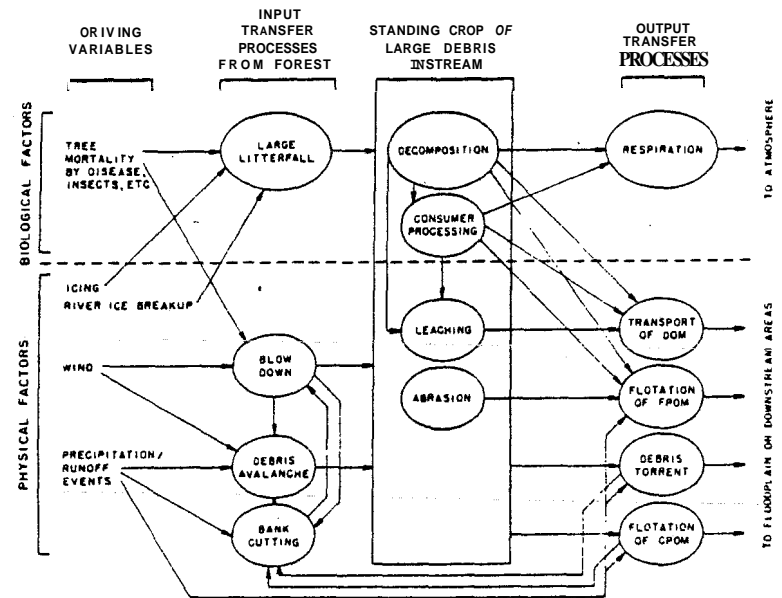 ORIVING
VARIABLES
INPUT
TRANSFER
PROCESSES
FROM FOREST
STANDING CROP OF
LARGE DEBRIS
INSTREAM
OUTPUT
TRANSFER
PROCESSES
BIOLOGICAL FACTORS
TREE
MORTALITY
BY DISEASE,
INSECTS, ETC
LARGE
LITTERFALL
DECOMPOSITION
RESPIRATION
TO ATMOSPHERE
CONSUMER
PROCESSING
PHYSICAL FACTORS
ICING
RIVER ICE BREAKUP
LEACHING
TRANSPORT
OF DOM
WIND
BLOW
DOWN
ABRASION
FLOTATION
OF FPOM
PRECIPITATION/
RUNOFF
EVENTS
DEBRIS
AVALANCHE
DEBRIS
TORRENT
BANK
CUTTING
FLOTATION
OF CPOM
TO FLOODPLAIN OR DOWNSTREAM AREAS